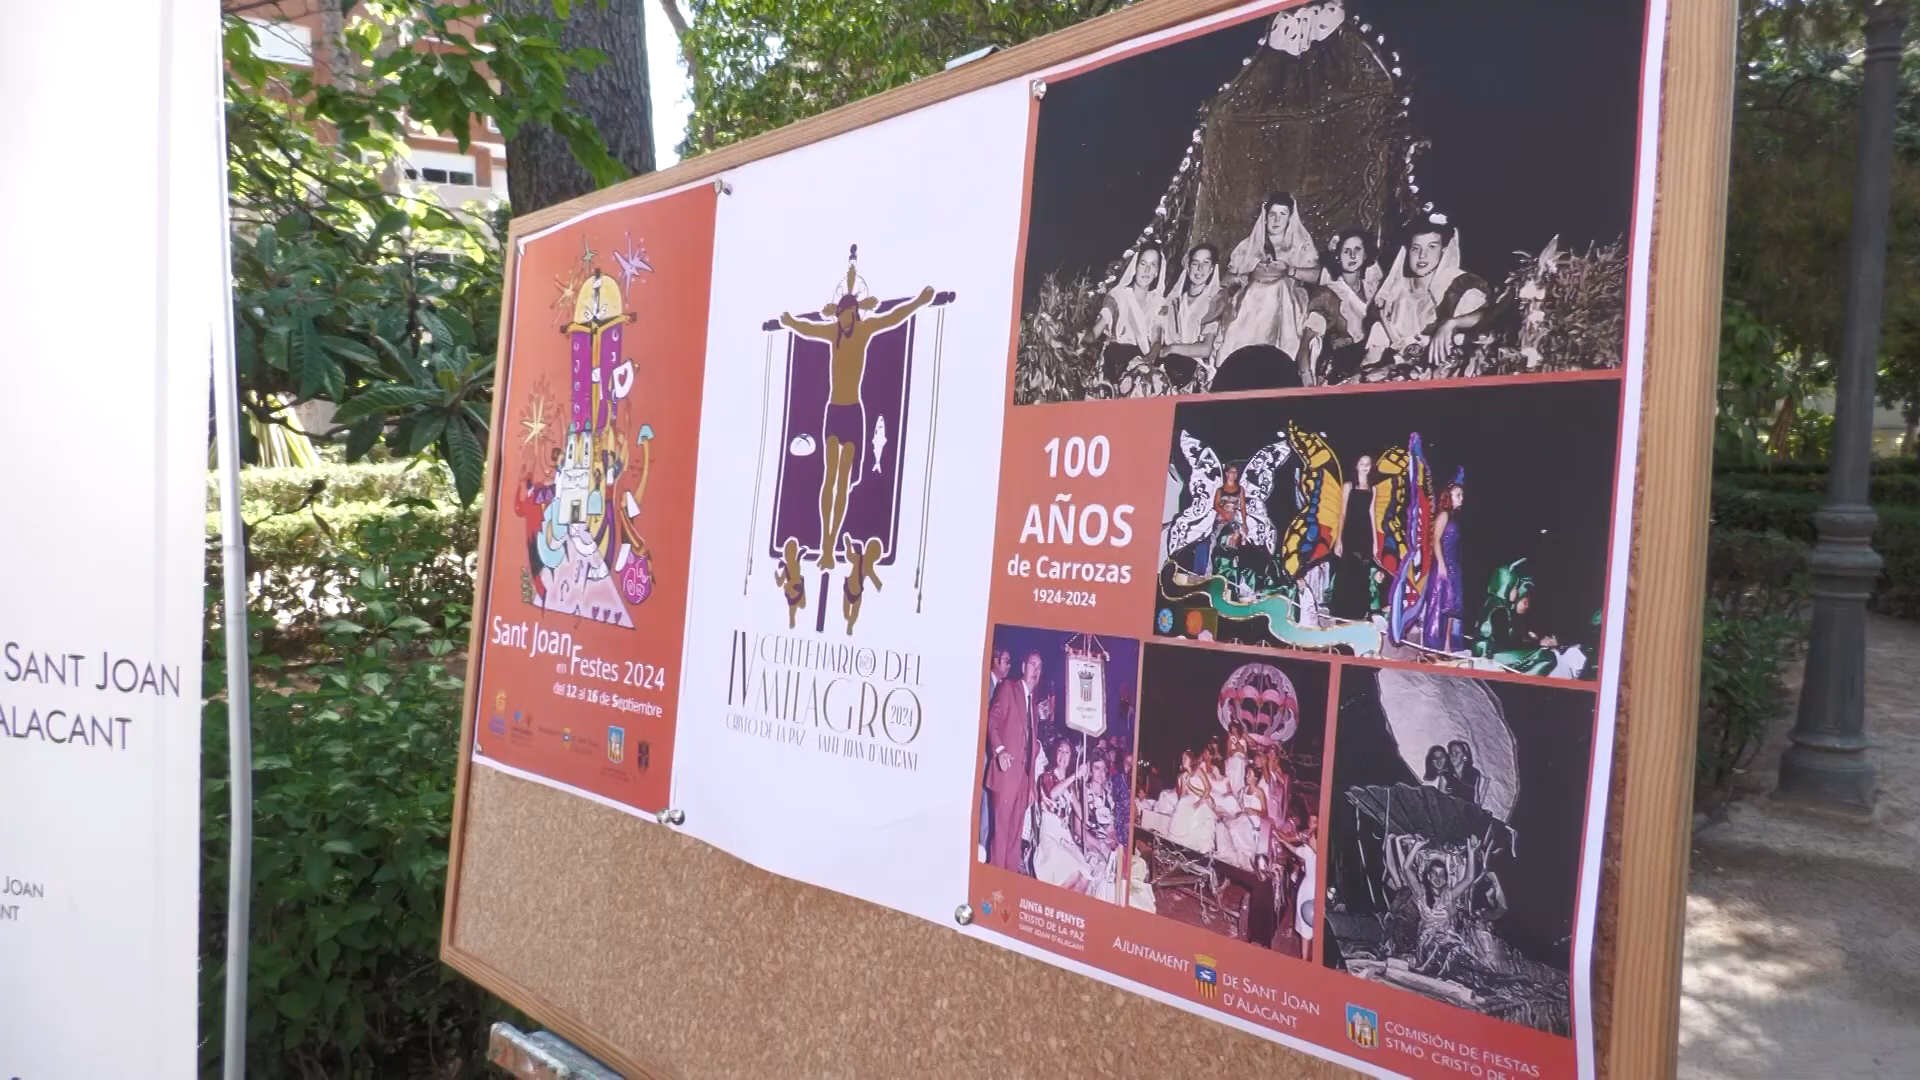 SANT JOAN
ALACANT
JOAN
NT
Sant Joan
en Festes 2024
del 12 al 16 de Septiembre
IV CENTENARIO DEL
MILAGRO 2024
CRISTO DE LA PAZ SANT JOAN D'ALACANT
100
AÑOS
de Carrozas
1924-2024
JUNTA DE PENYES
CRISTO DE LA PAZ
SANT JOAN D'ALACANT
AJUNTAMENT DE SANT JOAN
D'ALACANT
COMISIÓN DE FIESTAS
STMO. CRISTO DE